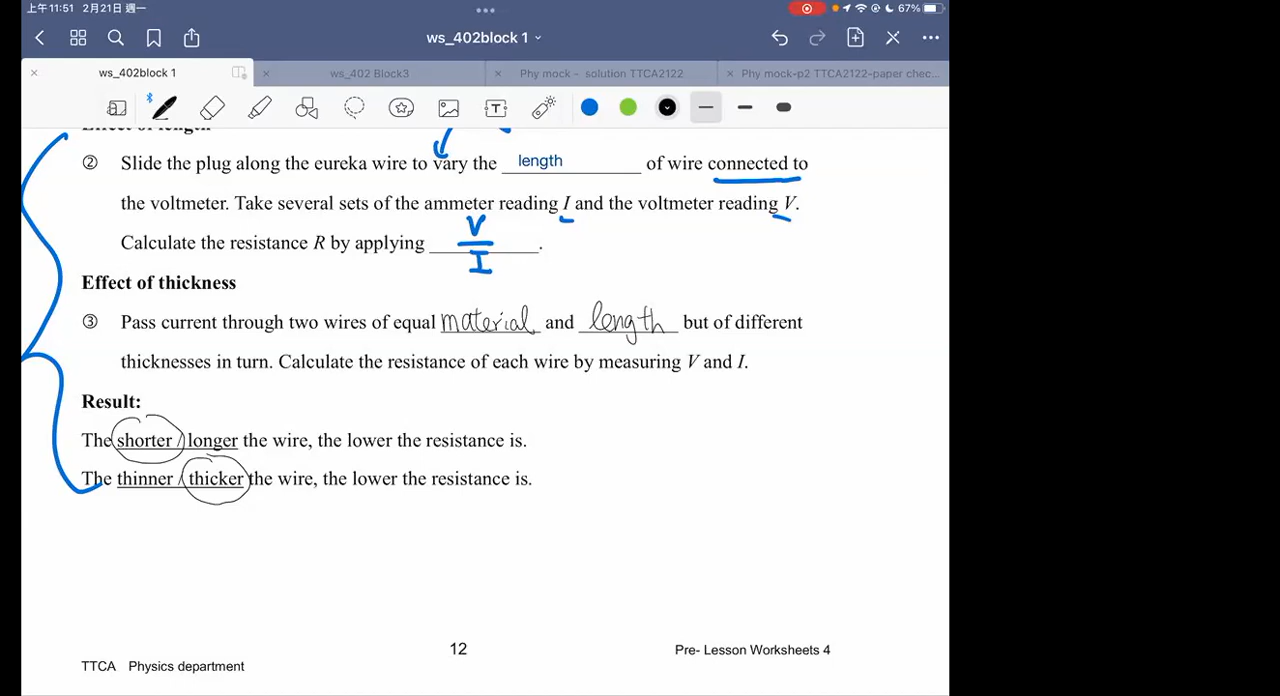 上午11:51 2月21日 週一
67%
ws_402block 1
ws_402block 1
ws_402 Block3
Phy mock – solution TTCA2122
Phy mock-p2 TTCA2122-paper chec...
Effect of length
② Slide the plug along the eureka wire to vary the length of wire connected to
the voltmeter. Take several sets of the ammeter reading I and the voltmeter reading V.
Calculate the resistance R by applying V/I.
Effect of thickness
③ Pass current through two wires of equal material and length but of different
thicknesses in turn. Calculate the resistance of each wire by measuring V and I.
Result:
The shorter / longer the wire, the lower the resistance is.
The thinner / thicker the wire, the lower the resistance is.
12
Pre- Lesson Worksheets 4
TTCA Physics department